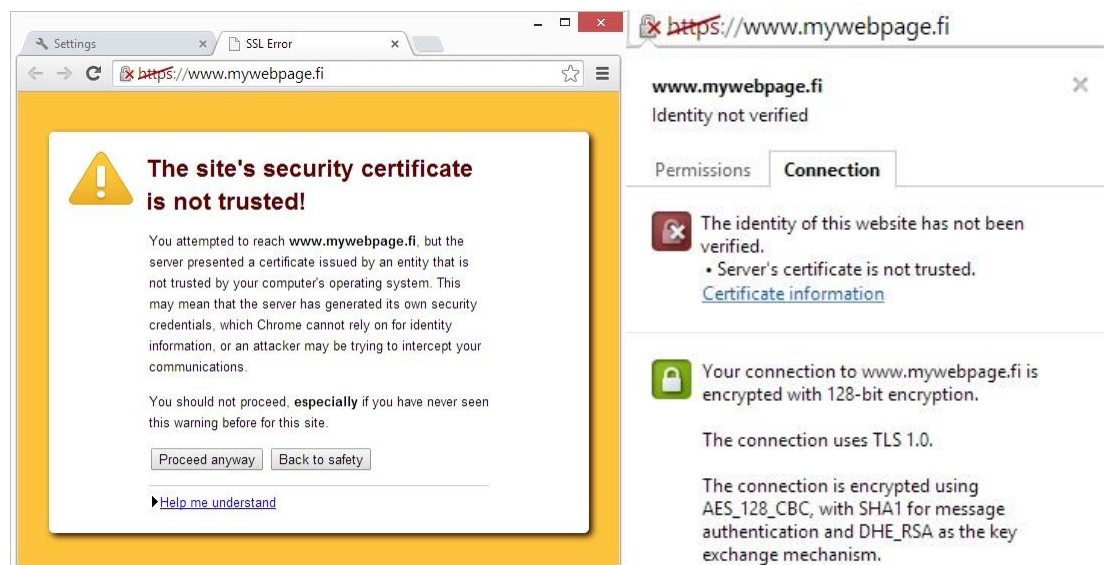 Settings
SSL Error
https://www.mywebpage.fi
The site's security certificate
is not trusted!
You attempted to reach www.mywebpage.fi, but the
server presented a certificate issued by an entity that is
not trusted by your computer's operating system. This
may mean that the server has generated its own security
credentials, which Chrome cannot rely on for identity
information, or an attacker may be trying to intercept your
communications.
You should not proceed, especially if you have never seen
this warning before for this site.
Proceed anyway
Back to safety
Help me understand
https://www.mywebpage.fi
www.mywebpage.fi
Identity not verified
Permissions
Connection
The identity of this website has not been
verified.
• Server's certificate is not trusted.
Certificate information
Your connection to www.mywebpage.fi is
encrypted with 128-bit encryption.
The connection uses TLS 1.0.
The connection is encrypted using
AES_128_CBC, with SHA1 for message
authentication and DHE_RSA as the key
exchange mechanism.